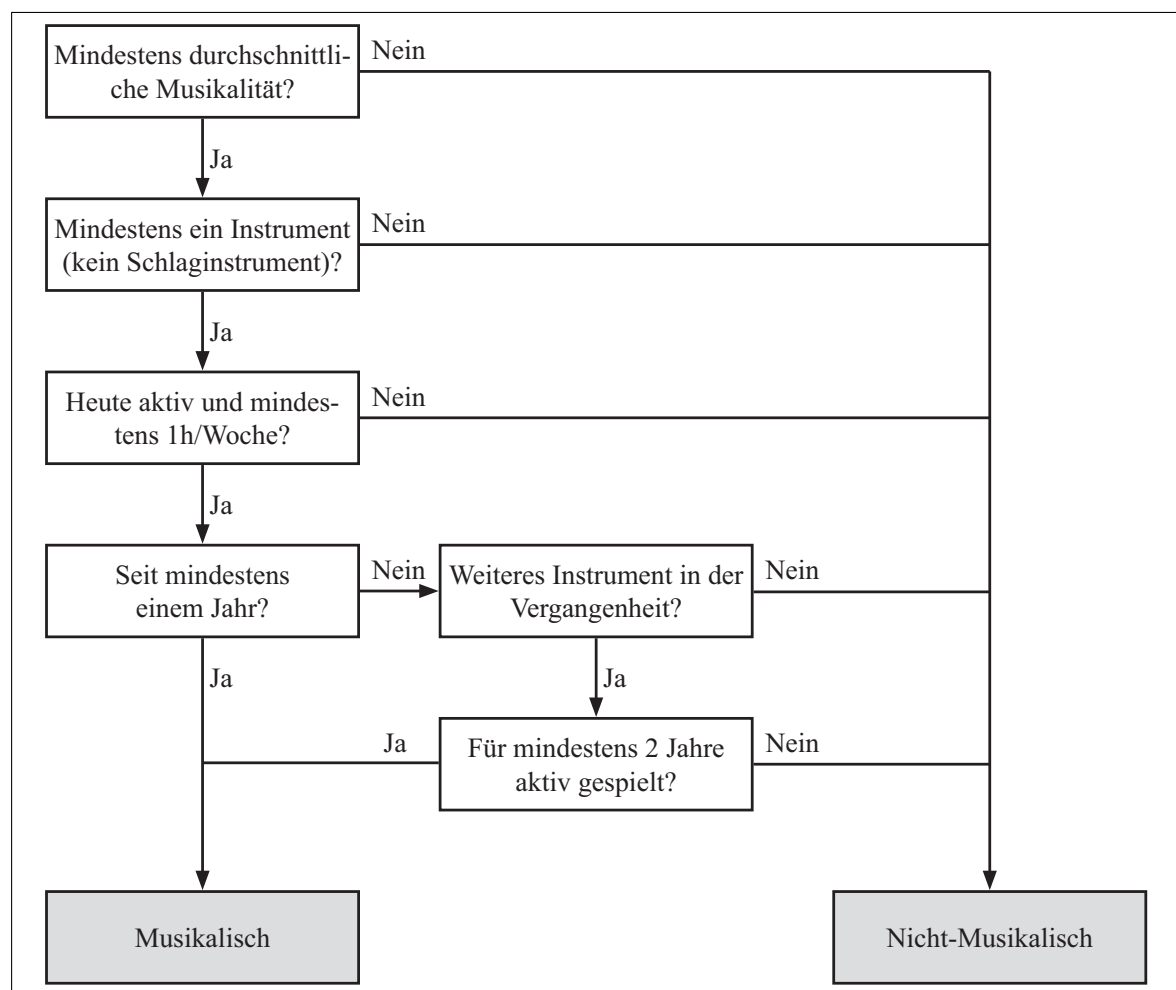 Mindestens durchschnittli-
che Musikalität?
Nein
Ja
Mindestens ein Instrument
(kein Schlaginstrument)?
Nein
Ja
Heute aktiv und mindes-
tens 1h/Woche?
Nein
Ja
Seit mindestens
einem Jahr?
Nein
Weiteres Instrument in der
Vergangenheit?
Nein
Ja
Ja
Ja
Für mindestens 2 Jahre
aktiv gespielt?
Nein
Musikalisch
Nicht-Musikalisch